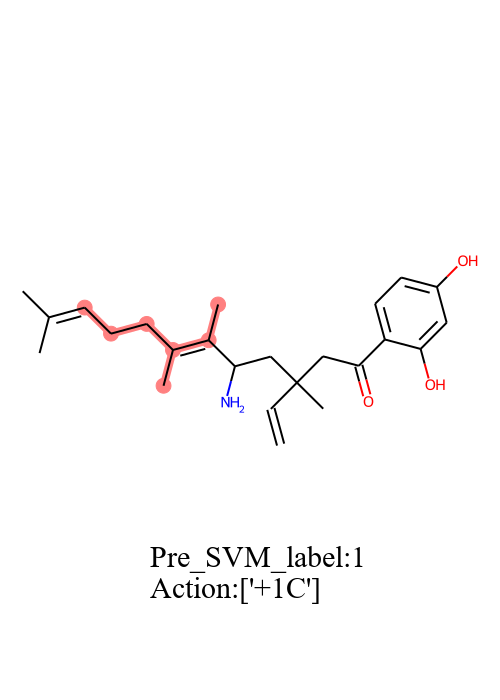 OH
NH2
O
OH
Pre_SVM_label:1
Action:['+1C']